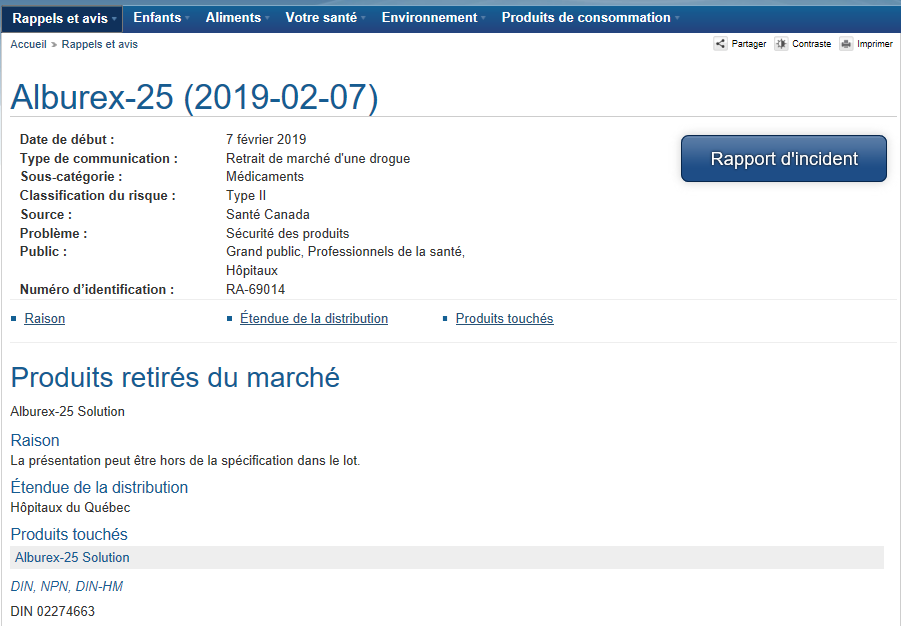 Rappels et avis Enfants Aliments Votre santé Environnement Produits de consommation
Accueil » Rappels et avis Partager Contraste Imprimer
Alburex-25 (2019-02-07)
Date de début : 7 février 2019
Type de communication : Retrait de marché d'une drogue
Sous-catégorie : Médicaments
Classification du risque : Type II
Source : Santé Canada
Problème : Sécurité des produits
Public : Grand public, Professionnels de la santé,
Hôpitaux
Numéro d’identification : RA-69014
Rapport d'incident
Raison Étendue de la distribution Produits touchés
Produits retirés du marché
Alburex-25 Solution
Raison
La présentation peut être hors de la spécification dans le lot.
Étendue de la distribution
Hôpitaux du Québec
Produits touchés
Alburex-25 Solution
DIN, NPN, DIN-HM
DIN 02274663